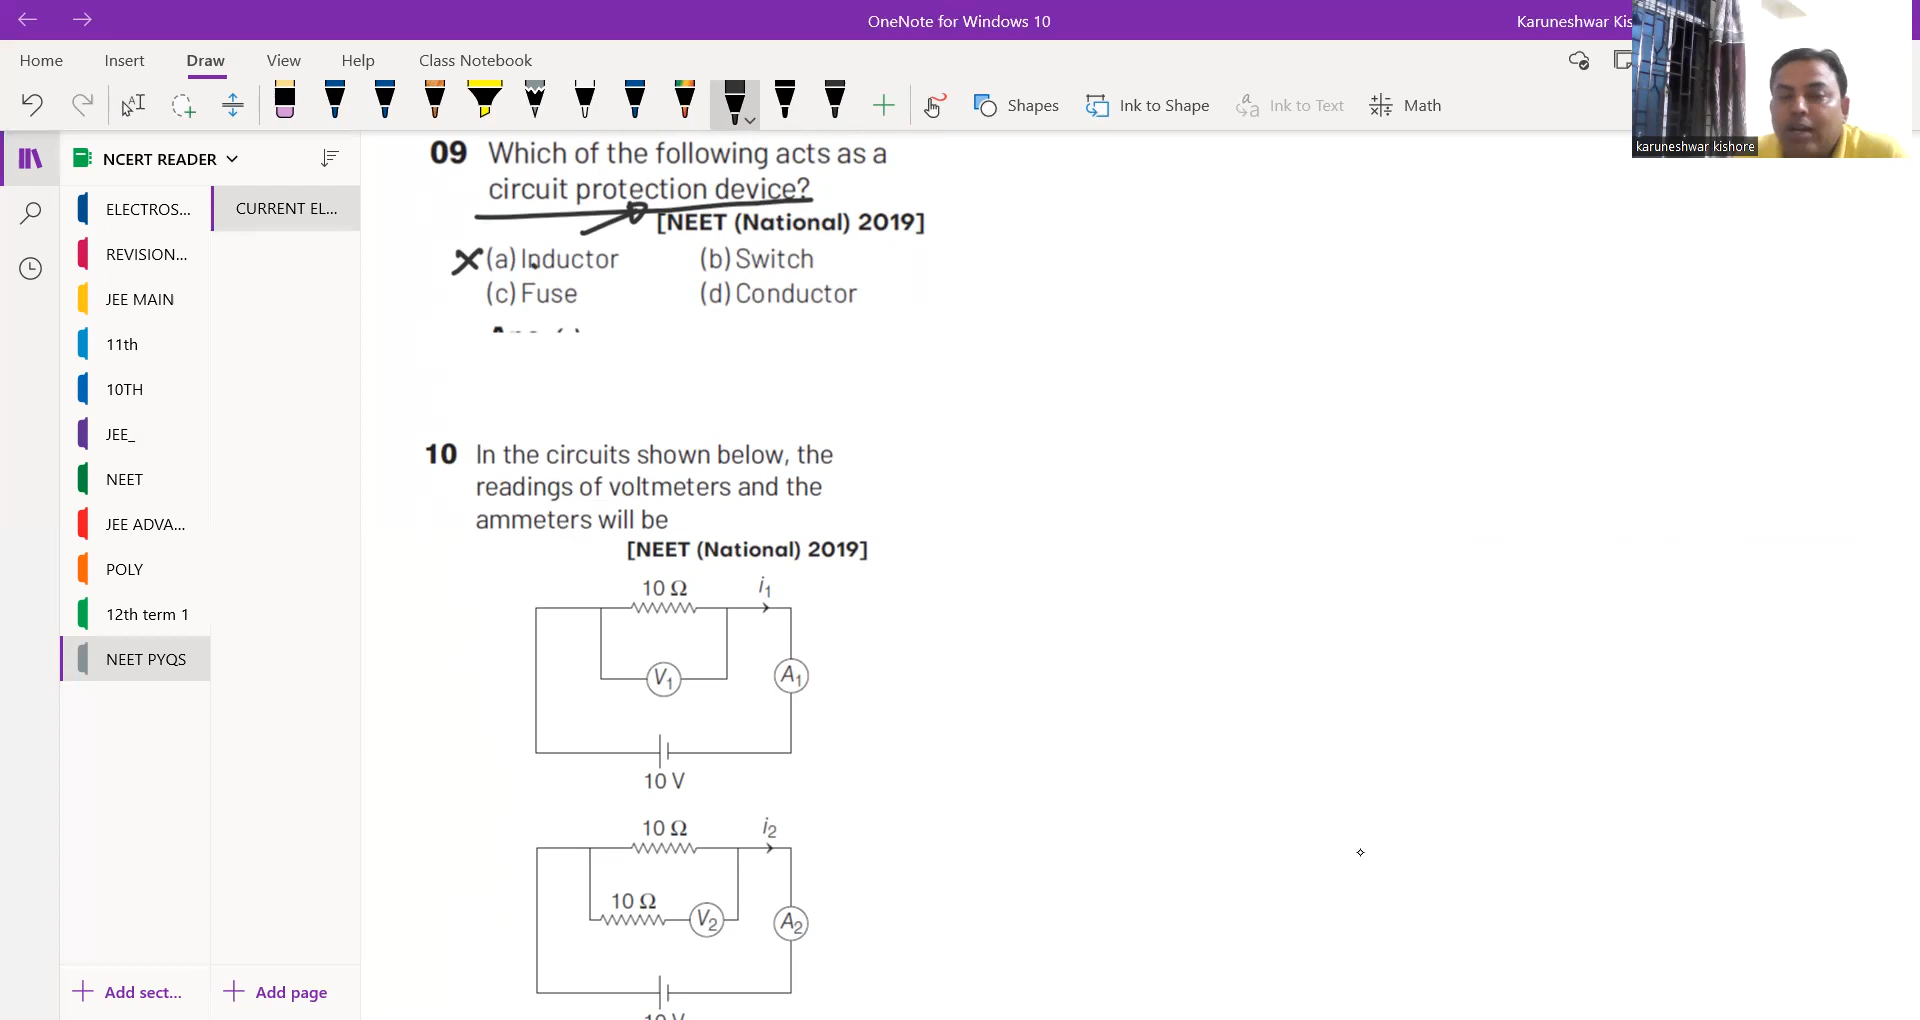 OneNote for Windows 10
Karuneshwar Kis
Home
Insert
Draw
View
Help
Class Notebook
Shapes
Ink to Shape
Ink to Text
Math
karuneshwar kishore
NCERT READER
ELECTROS...
REVISION...
JEE MAIN
11th
10TH
JEE_
NEET
JEE ADVA...
POLY
12th term 1
NEET PYQS
CURRENT EL...
Add sect...
Add page
09 Which of the following acts as a
circuit protection device?
[NEET (National) 2019]
(a) Inductor (b) Switch
(c) Fuse (d) Conductor
10 In the circuits shown below, the
readings of voltmeters and the
ammeters will be
[NEET (National) 2019]
10 Ω i₁
V₁ A₁
10 V
10 Ω i₂
10 Ω
V₂ A₂
10 V